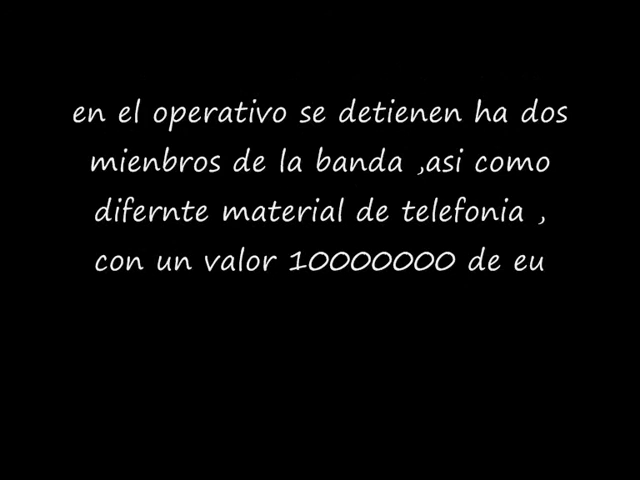 en el operativo se detienen ha dos
mienbros de la banda ,asi como
difernte material de telefonia ,
con un valor 10000000 de eu